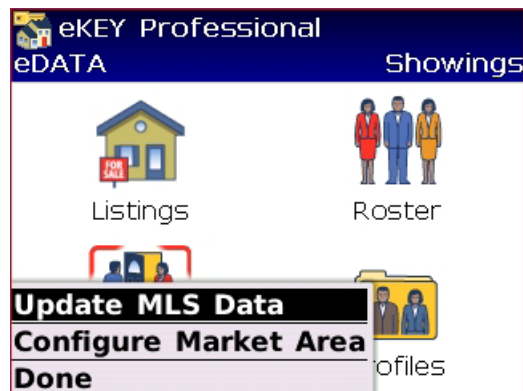 eKEY Professional
eDATA Showings
FOR
SALE
Listings Roster
Update MLS Data
Configure Market Area
Done
ofiles